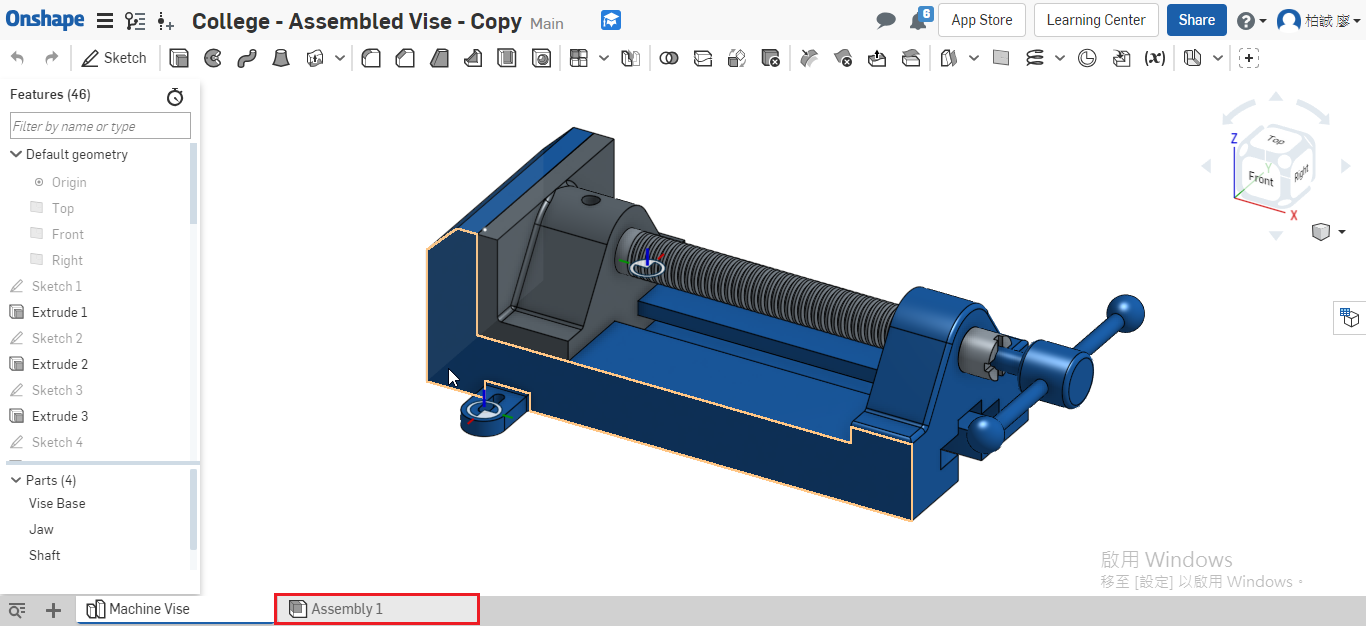 Onshape College - Assembled Vise - Copy Main 6 App Store Learning Center Share 柏誠 廖
Sketch (x)
Features (46)
Filter by name or type
Default geometry
Origin
Top
Front
Right
Sketch 1
Extrude 1
Sketch 2
Extrude 2
Sketch 3
Extrude 3
Sketch 4
Parts (4)
Vise Base
Jaw
Shaft
Z
Top
Y
Front Right
X
啟用 Windows
移至 [設定] 以啟用 Windows。
Machine Vise Assembly 1